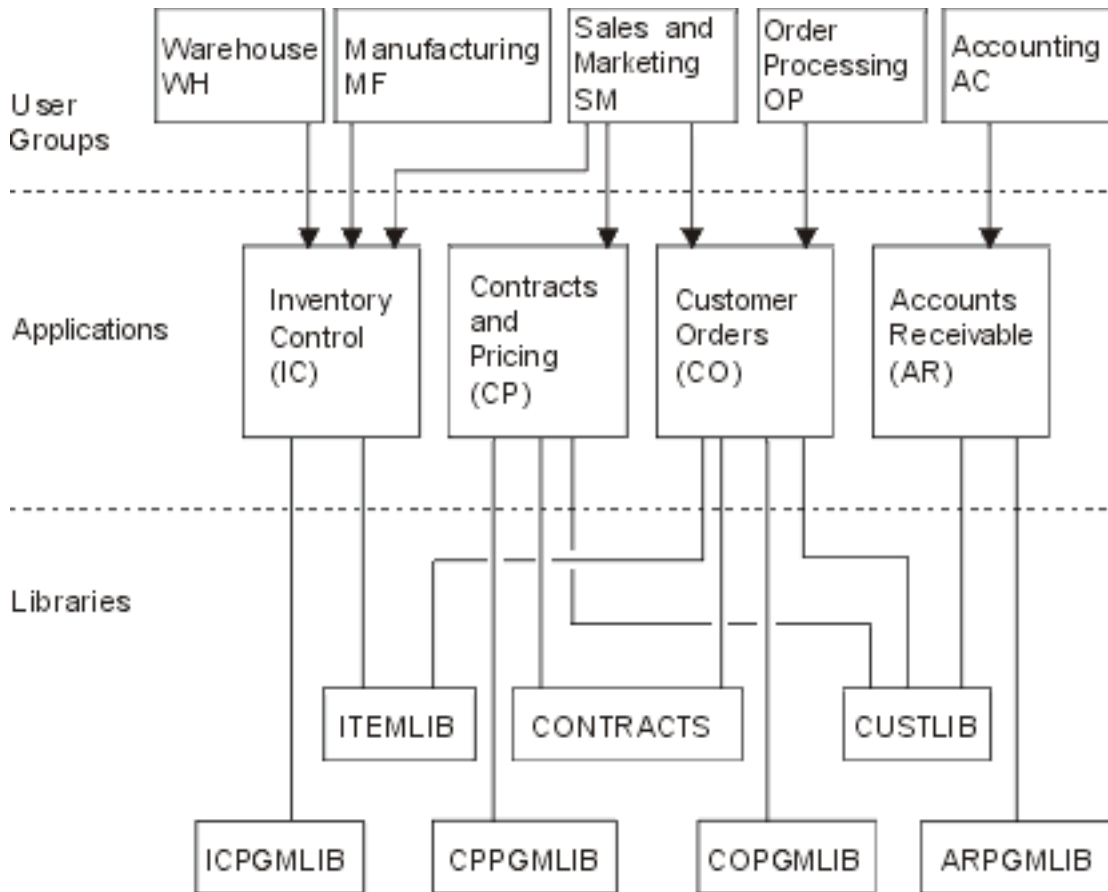 Warehouse
WH
Manufacturing
MF
Sales and
Marketing
SM
Order
Processing
OP
Accounting
AC
User
Groups
Applications
Inventory
Control
(IC)
Contracts
and
Pricing
(CP)
Customer
Orders
(CO)
Accounts
Receivable
(AR)
Libraries
ITEMLIB
CONTRACTS
CUSTLIB
ICPGMLIB
CPPGMLIB
COPGMLIB
ARPGMLIB